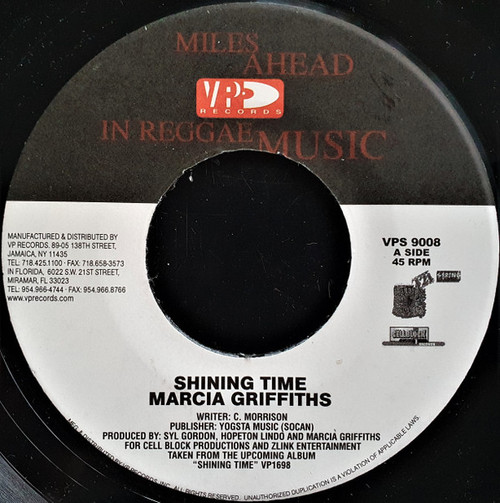 MILES
AHEAD
VP
RECORDS
IN REGGAE
MUSIC
MANUFACTURED & DISTRIBUTED BY
VP RECORDS. 89-05 138TH STREET,
JAMAICA, NY 11435
TEL: 718.425.1100 · FAX: 718.658-3573
IN FLORIDA, 6022 S.W. 21ST STREET,
MIRAMAR, FL 33023
TEL: 954.966-4744 · FAX: 954.966.8766
www.vprecords.com
VPS 9008
A SIDE
45 RPM
SHINING TIME
MARCIA GRIFFITHS
WRITER: C. MORRISON
PUBLISHER: YOGSTA MUSIC (SOCAN)
PRODUCED BY: SYL GORDON, HOPETON LINDO AND MARCIA GRIFFITHS
FOR CELL BLOCK PRODUCTIONS AND ZLINK ENTERTAINMENT
TAKEN FROM THE UPCOMING ALBUM
"SHINING TIME" VP1698
INC. ALL RIGHTS RESERVED. UNAUTHORIZED DUPLICATION IS A VIOLATION OF APPLICABLE LAWS.